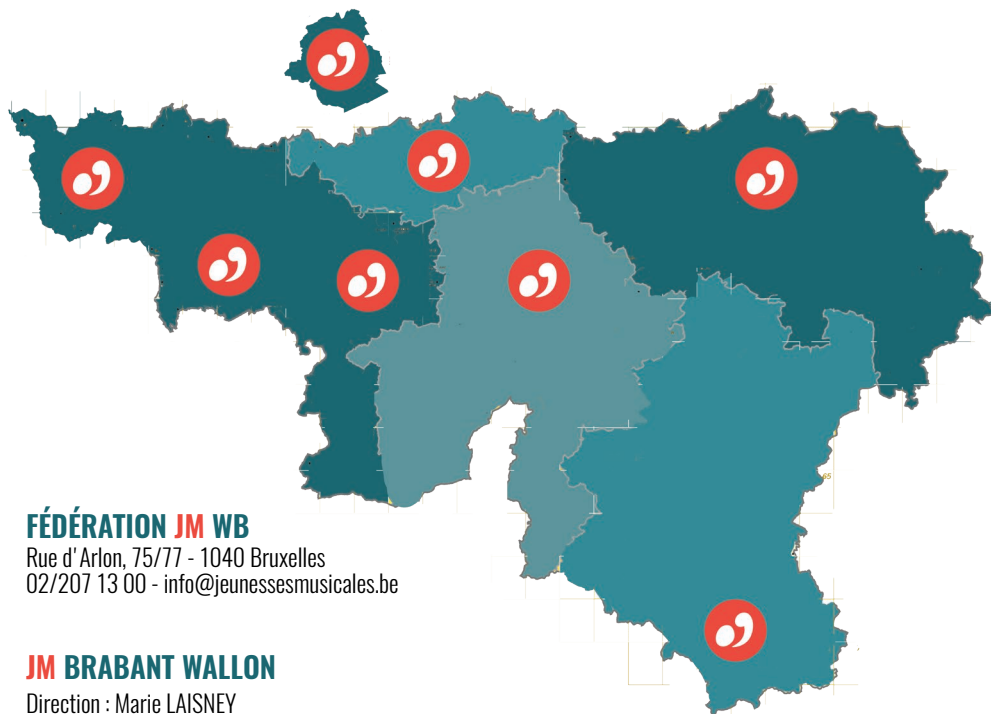 65
FÉDÉRATION JM WB
Rue d'Arlon, 75/77 - 1040 Bruxelles
02/207 13 00 - info@jeunessesmusicales.be
JM BRABANT WALLON
Direction : Marie LAISNEY